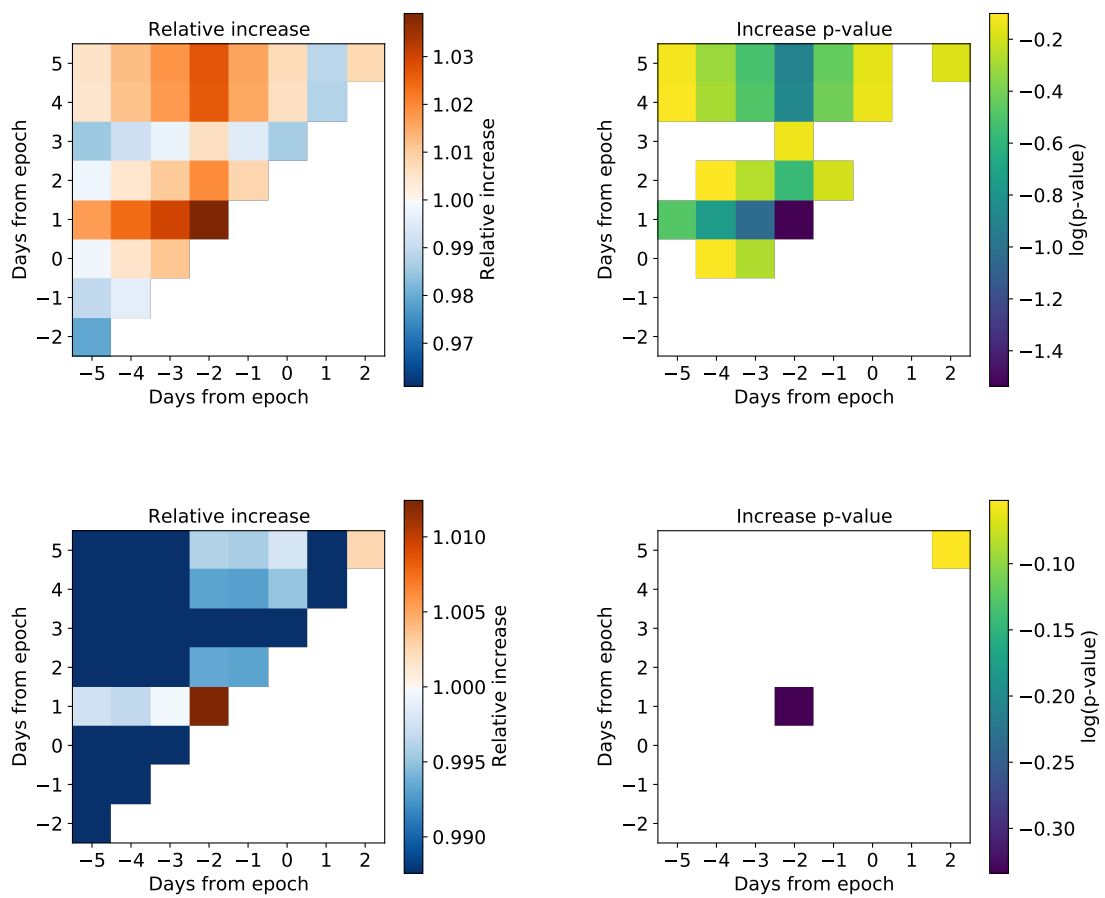 Relative increase
Days from epoch
5
4
3
2
1
0
−1
−2
−5 −4 −3 −2 −1 0 1 2
Days from epoch
1.03
1.02
1.01
1.00
0.99
0.98
0.97
Relative increase
Increase p-value
Days from epoch
5
4
3
2
1
0
−1
−2
−5 −4 −3 −2 −1 0 1 2
Days from epoch
−0.2
−0.4
−0.6
−0.8
−1.0
−1.2
−1.4
log(p-value)
Relative increase
Days from epoch
5
4
3
2
1
0
−1
−2
−5 −4 −3 −2 −1 0 1 2
Days from epoch
1.010
1.005
1.000
0.995
0.990
Relative increase
Increase p-value
Days from epoch
5
4
3
2
1
0
−1
−2
−5 −4 −3 −2 −1 0 1 2
Days from epoch
−0.10
−0.15
−0.20
−0.25
−0.30
log(p-value)